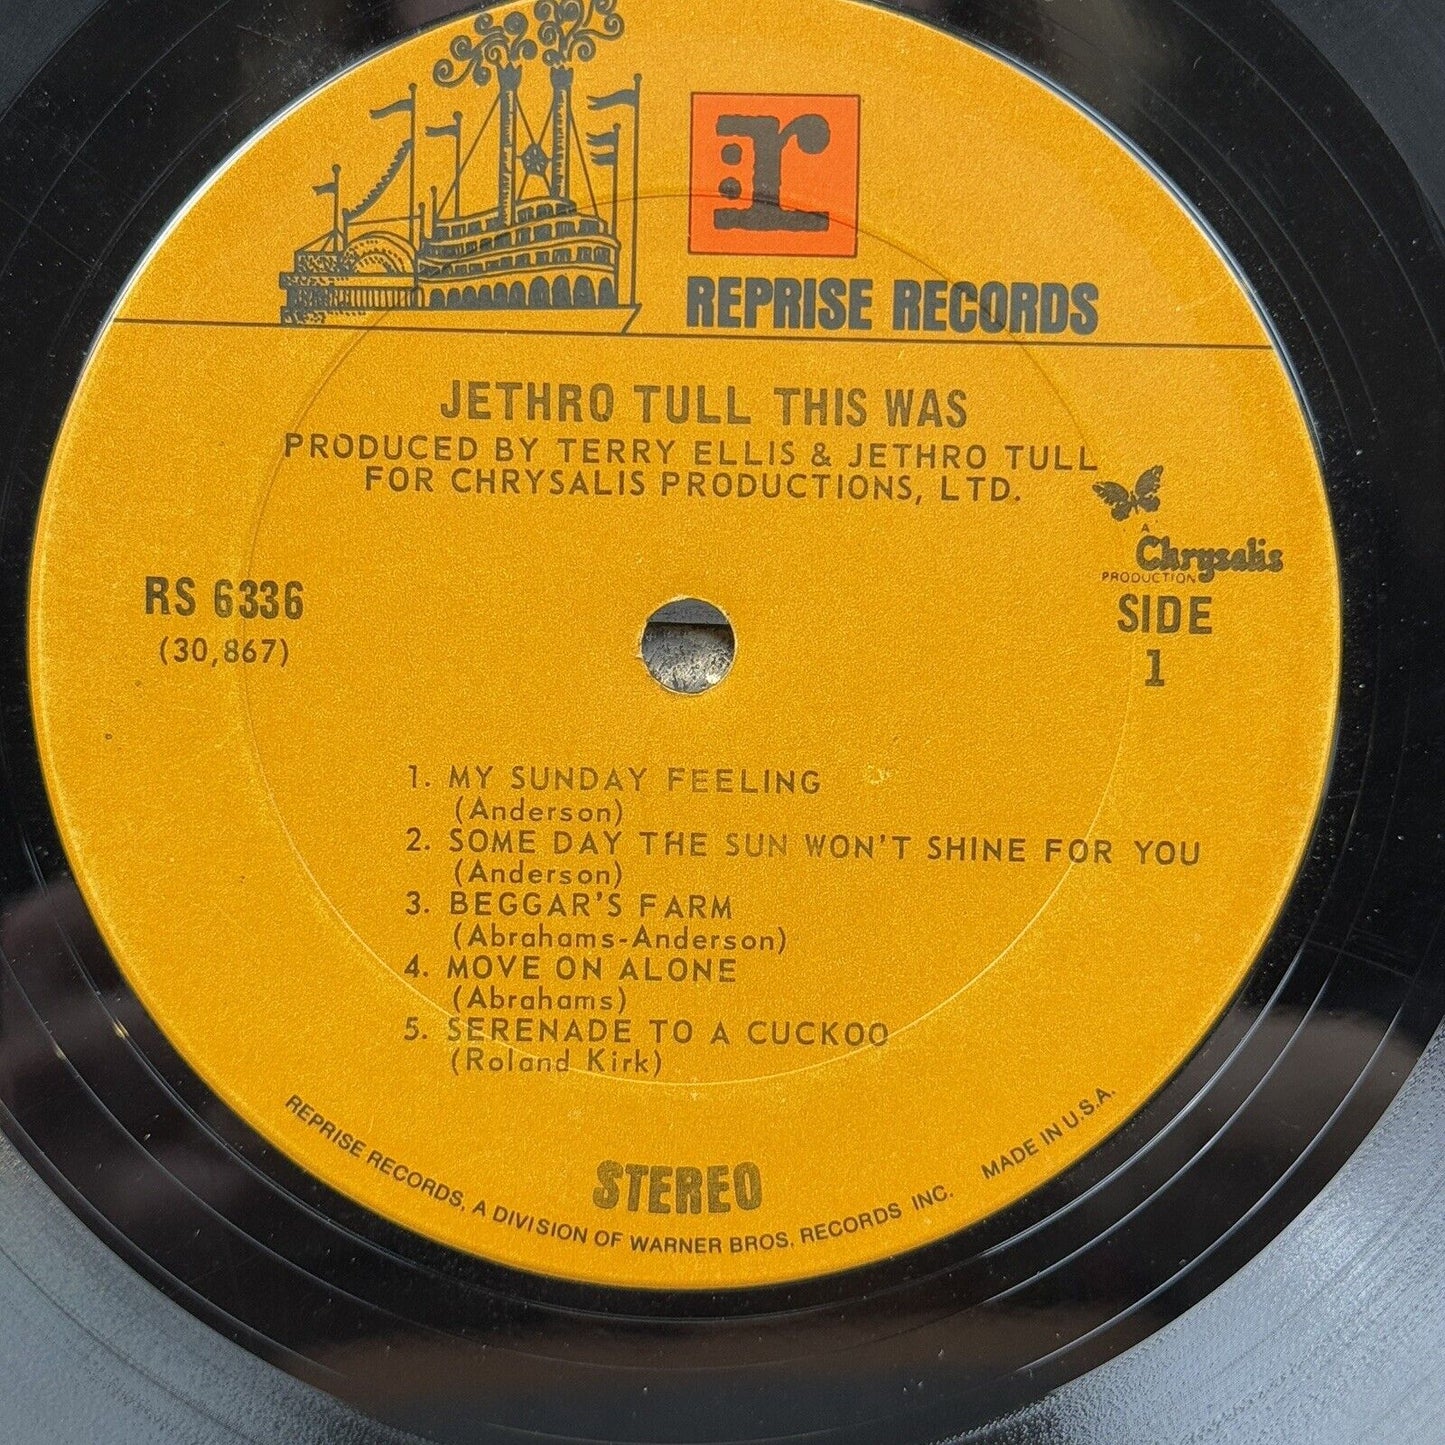 r
REPRISE RECORDS
JETHRO TULL THIS WAS
PRODUCED BY TERRY ELLIS & JETHRO TULL
FOR CHRYSALIS PRODUCTIONS, LTD.
A
Chrysalis
PRODUCTION
RS 6336
(30,867)
SIDE
1
1. MY SUNDAY FEELING
(Anderson)
2. SOME DAY THE SUN WON'T SHINE FOR YOU
(Anderson)
3. BEGGAR'S FARM
(Abrahams-Anderson)
4. MOVE ON ALONE
(Abrahams)
5. SERENADE TO A CUCKOO
(Roland Kirk)
STEREO
REPRISE RECORDS, A DIVISION OF WARNER BROS. RECORDS INC. MADE IN U.S.A.